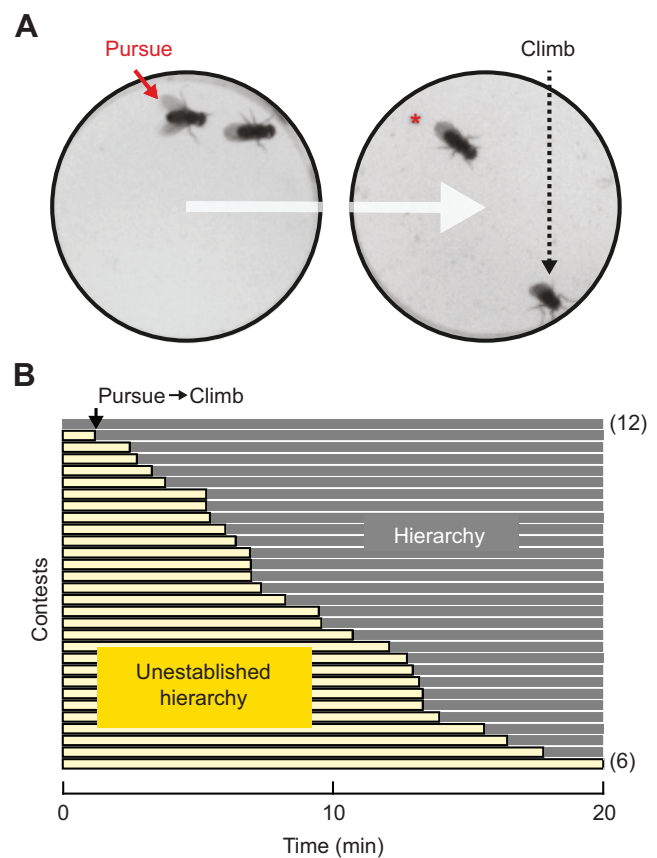 A
Pursue
Climb
*
B
Pursue → Climb
(12)
Hierarchy
Contests
Unestablished
hierarchy
(6)
0
10
20
Time (min)